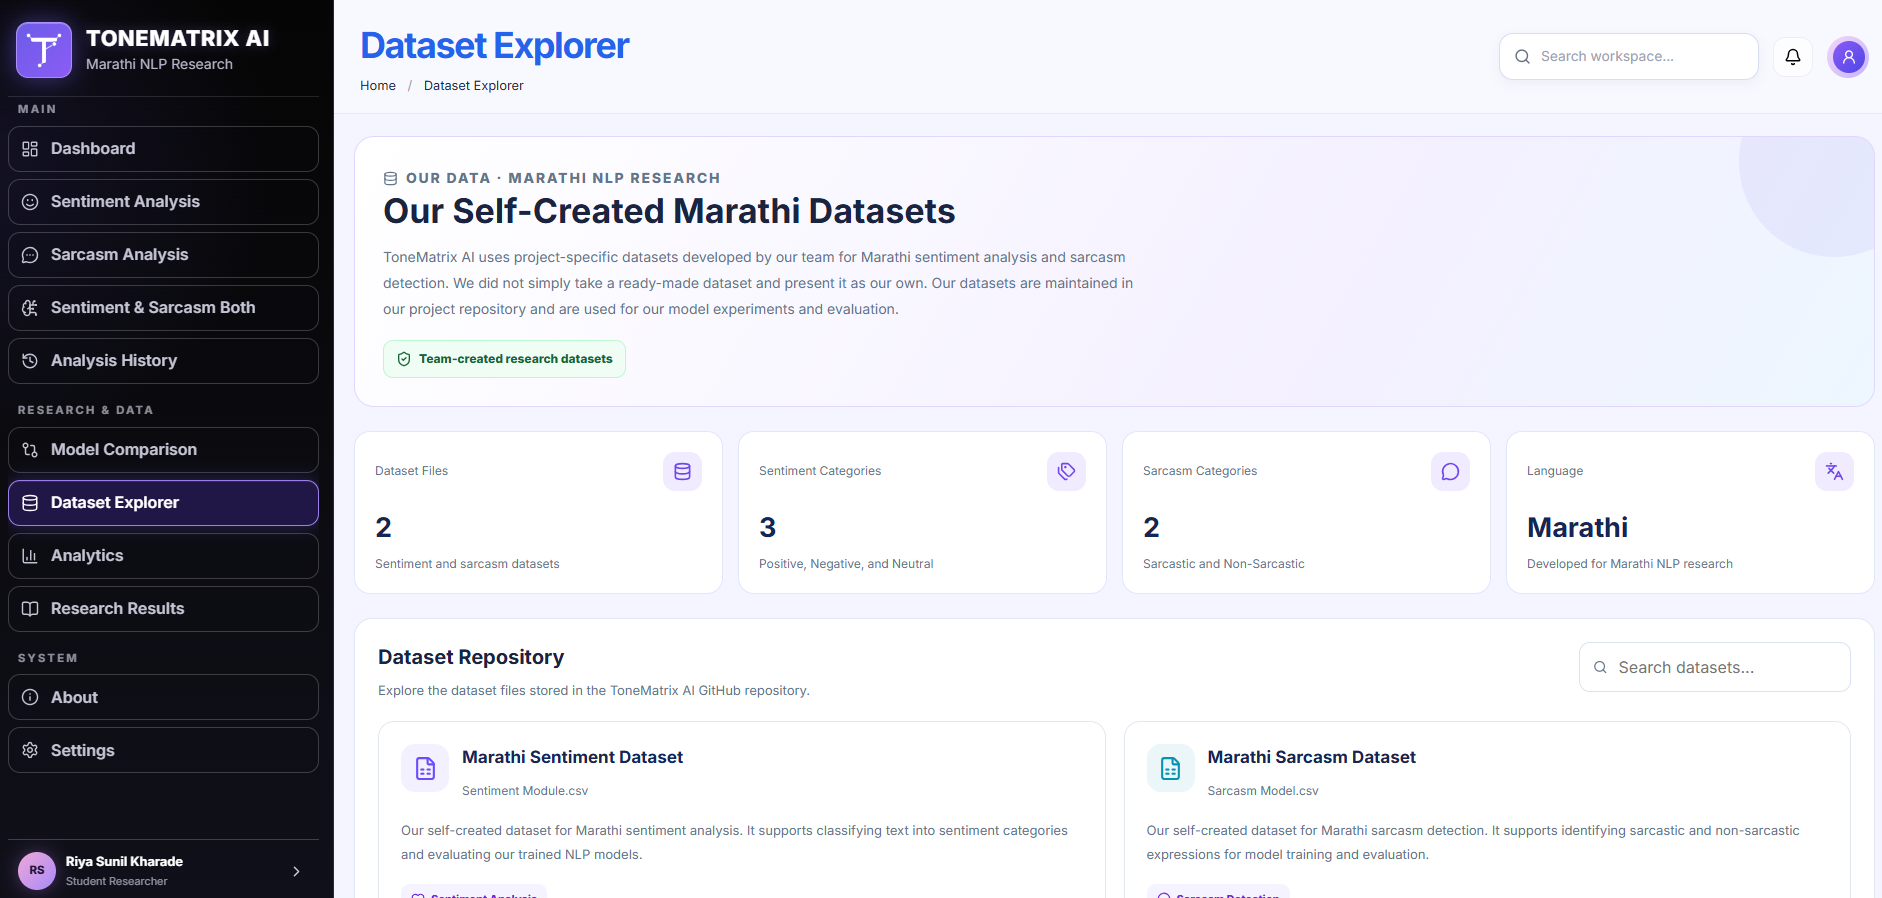 TONEMATRIX AI
Marathi NLP Research
MAIN
Dashboard
Sentiment Analysis
Sarcasm Analysis
Sentiment & Sarcasm Both
Analysis History
RESEARCH & DATA
Model Comparison
Dataset Explorer
Analytics
Research Results
SYSTEM
About
Settings
RS
Riya Sunil Kharade
Student Researcher
Dataset Explorer
Home / Dataset Explorer
Search workspace...
OUR DATA · MARATHI NLP RESEARCH
Our Self-Created Marathi Datasets
ToneMatrix AI uses project-specific datasets developed by our team for Marathi sentiment analysis and sarcasm
detection. We did not simply take a ready-made dataset and present it as our own. Our datasets are maintained in
our project repository and are used for our model experiments and evaluation.
Team-created research datasets
Dataset Files
2
Sentiment and sarcasm datasets
Sentiment Categories
3
Positive, Negative, and Neutral
Sarcasm Categories
2
Sarcastic and Non-Sarcastic
Language
Marathi
Developed for Marathi NLP research
Dataset Repository
Explore the dataset files stored in the ToneMatrix AI GitHub repository.
Search datasets...
Marathi Sentiment Dataset
Sentiment Module.csv
Our self-created dataset for Marathi sentiment analysis. It supports classifying text into sentiment categories
and evaluating our trained NLP models.
Sentiment Analysis
Marathi Sarcasm Dataset
Sarcasm Model.csv
Our self-created dataset for Marathi sarcasm detection. It supports identifying sarcastic and non-sarcastic
expressions for model training and evaluation.
Sarcasm Detection